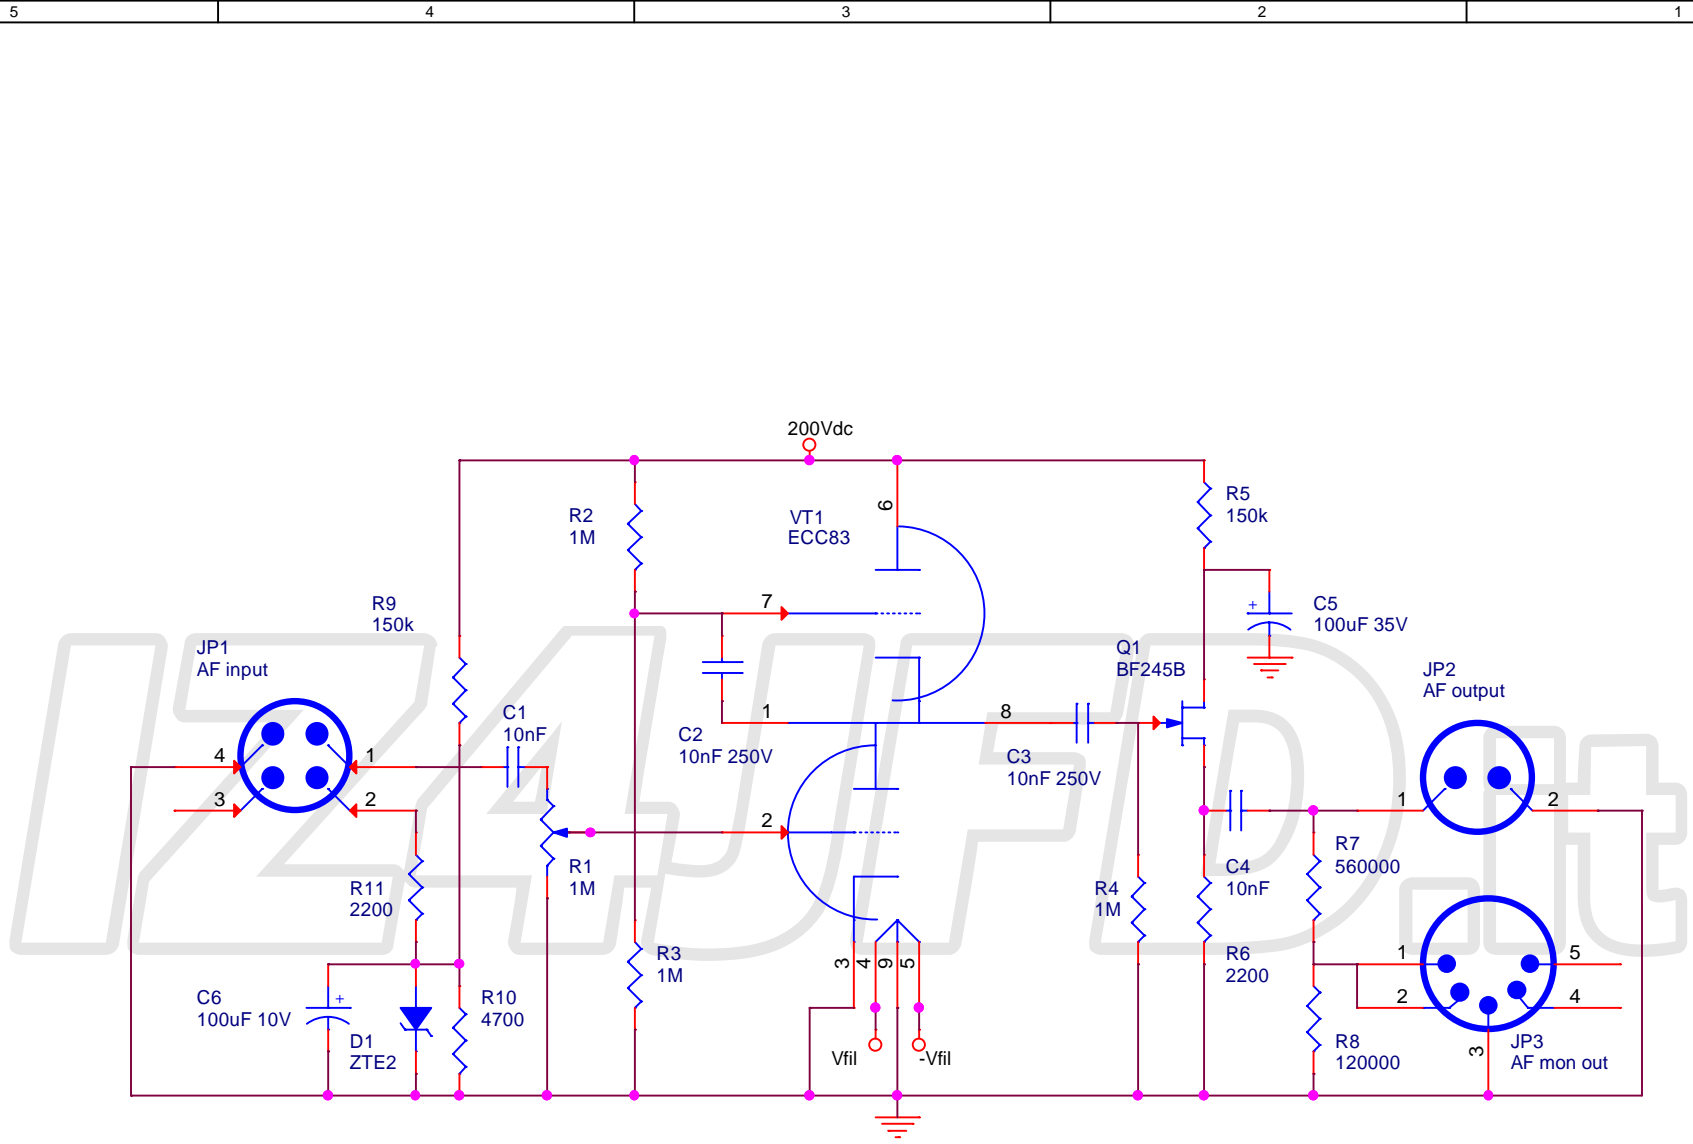 5 4 3 2 1
200Vdc
R2
1M
VT1
ECC83
6
R5
150k
7
R9
150k
C5
100uF 35V
+
JP1
AF input
Q1
BF245B
JP2
AF output
C1
10nF
1
8
C2
10nF 250V
C3
10nF 250V
4
1
3
2
2
1
2
R1
1M
R11
2200
R4
1M
C4
10nF
R7
560000
R3
1M
3
4
9
5
R6
2200
1
5
2
4
C6
100uF 10V
+
R10
4700
D1
ZTE2
Vfil
-Vfil
R8
120000
3
JP3
AF mon out
IZ4JFD.it